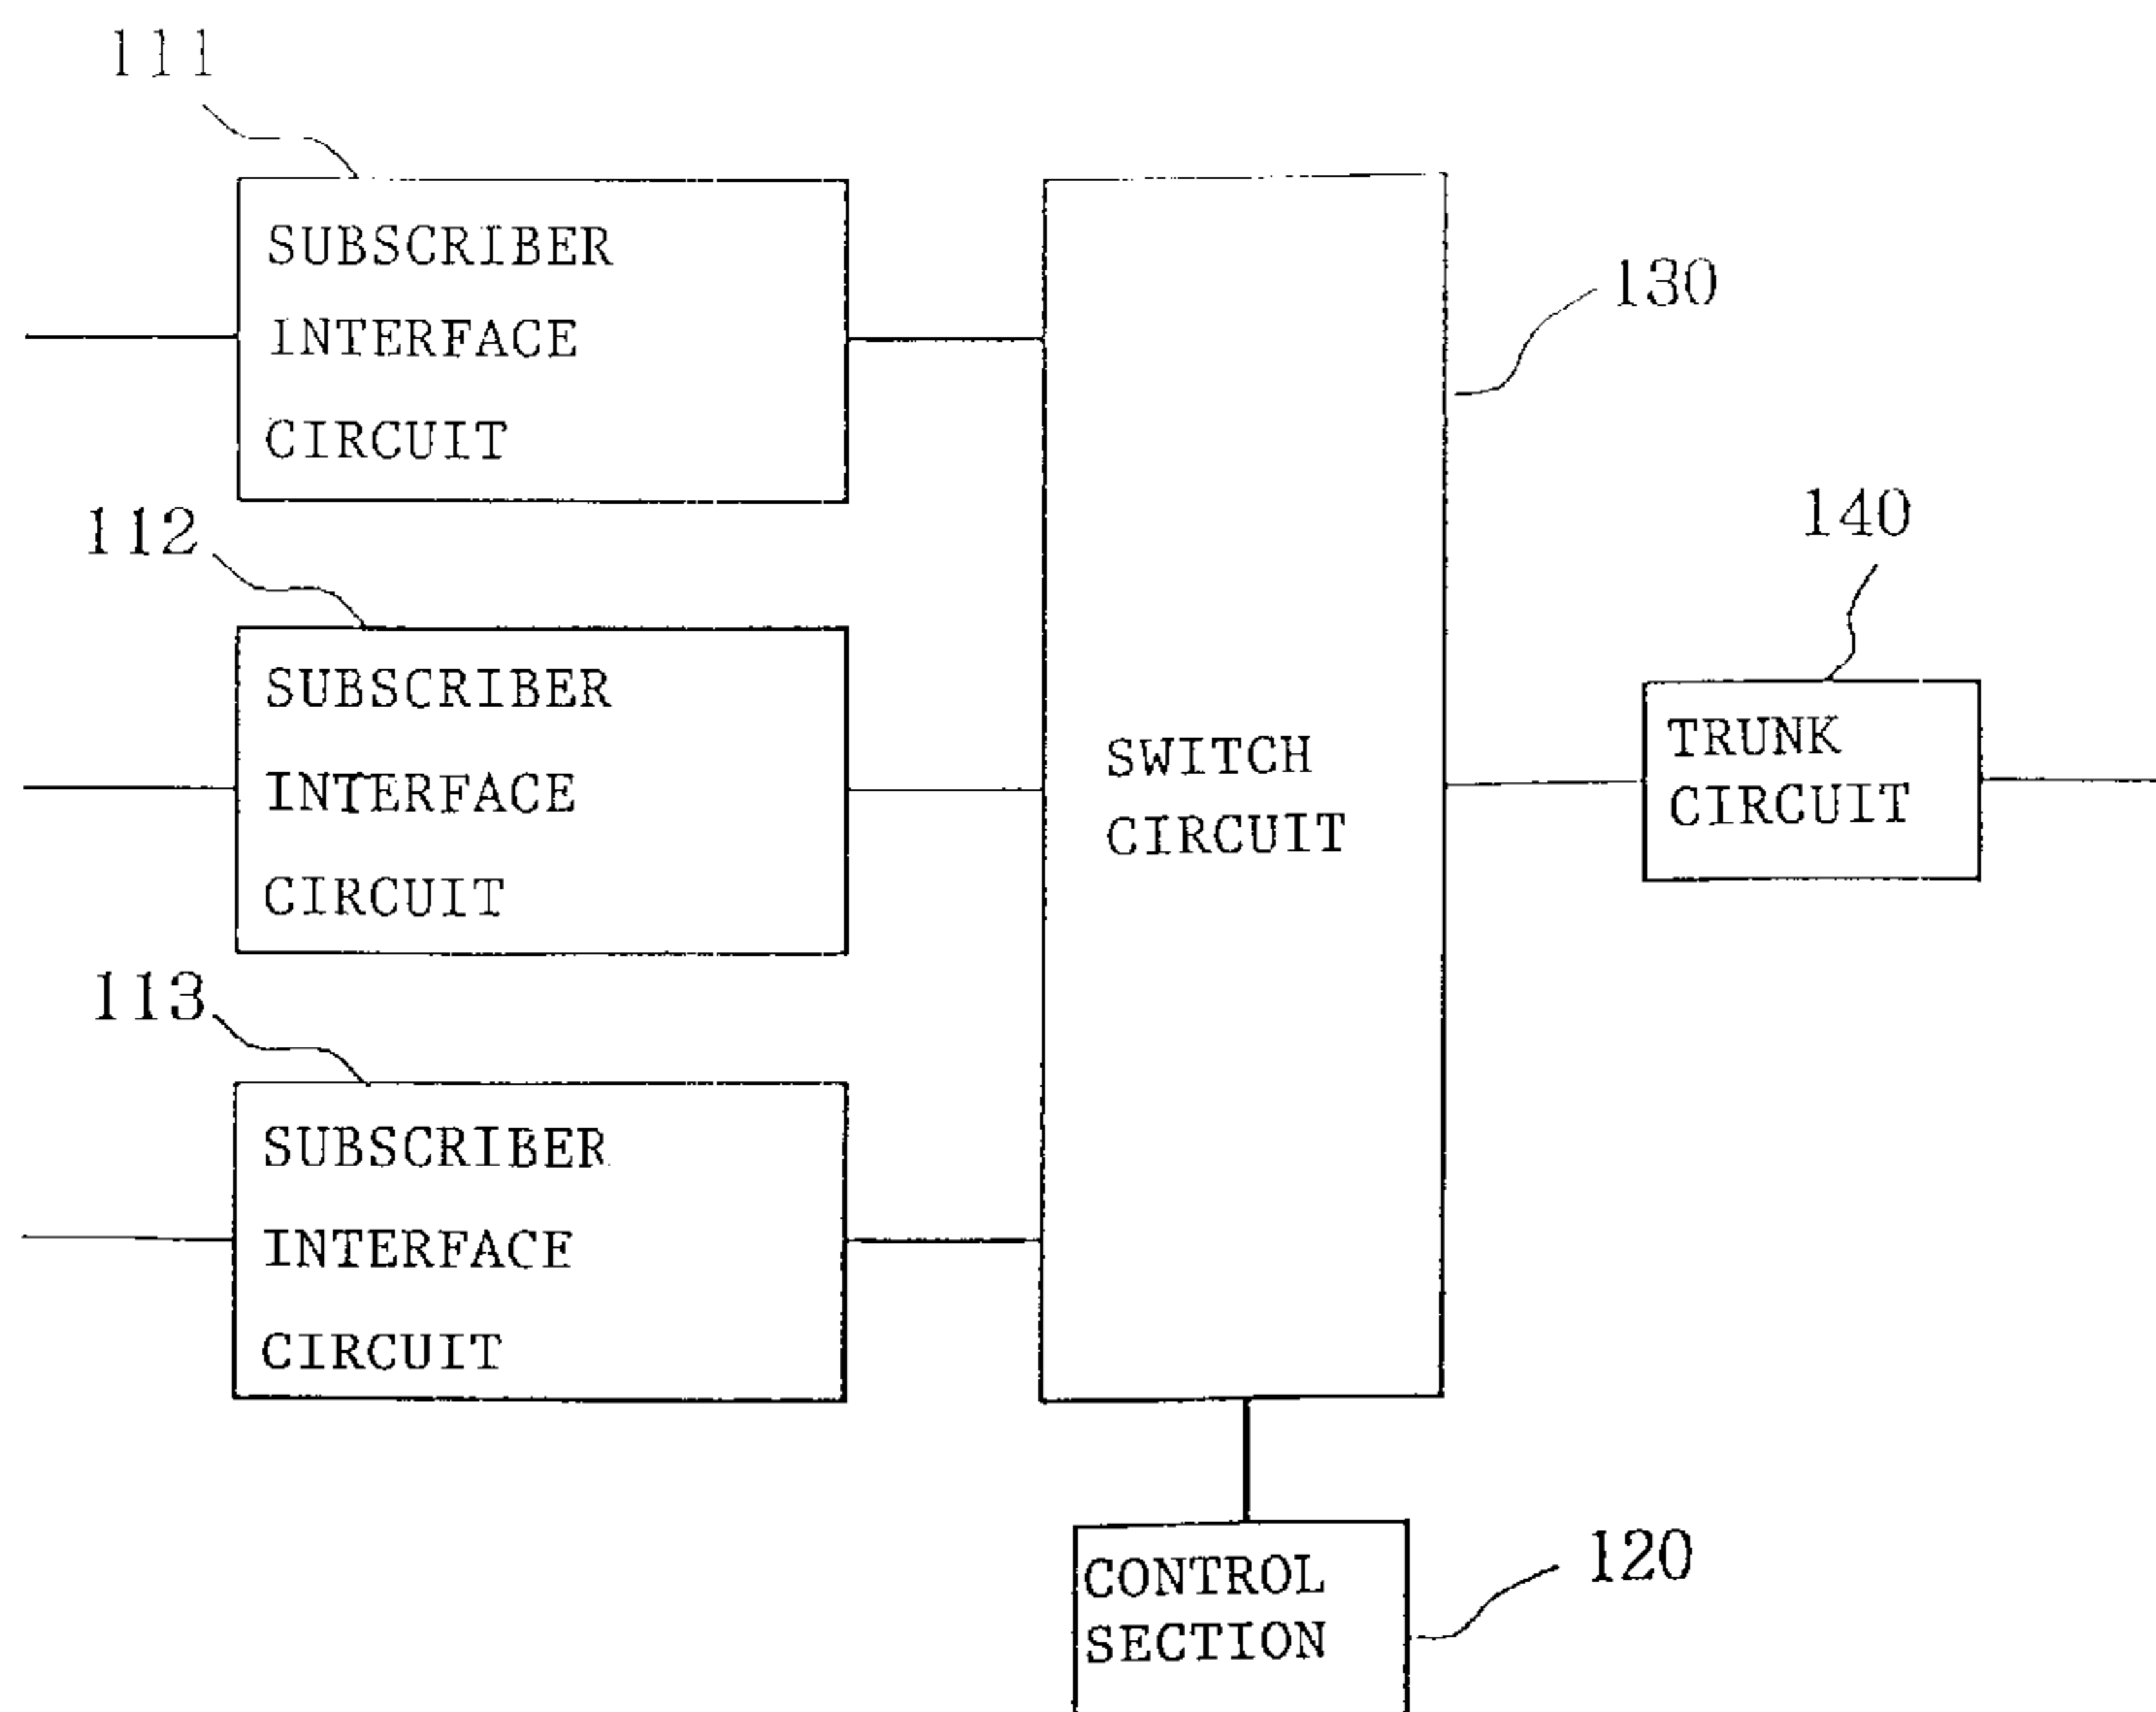 111
SUBSCRIBER
INTERFACE
CIRCUIT
112
SUBSCRIBER
INTERFACE
CIRCUIT
113
SUBSCRIBER
INTERFACE
CIRCUIT
SWITCH
CIRCUIT
130
140
TRUNK
CIRCUIT
CONTROL
SECTION
120